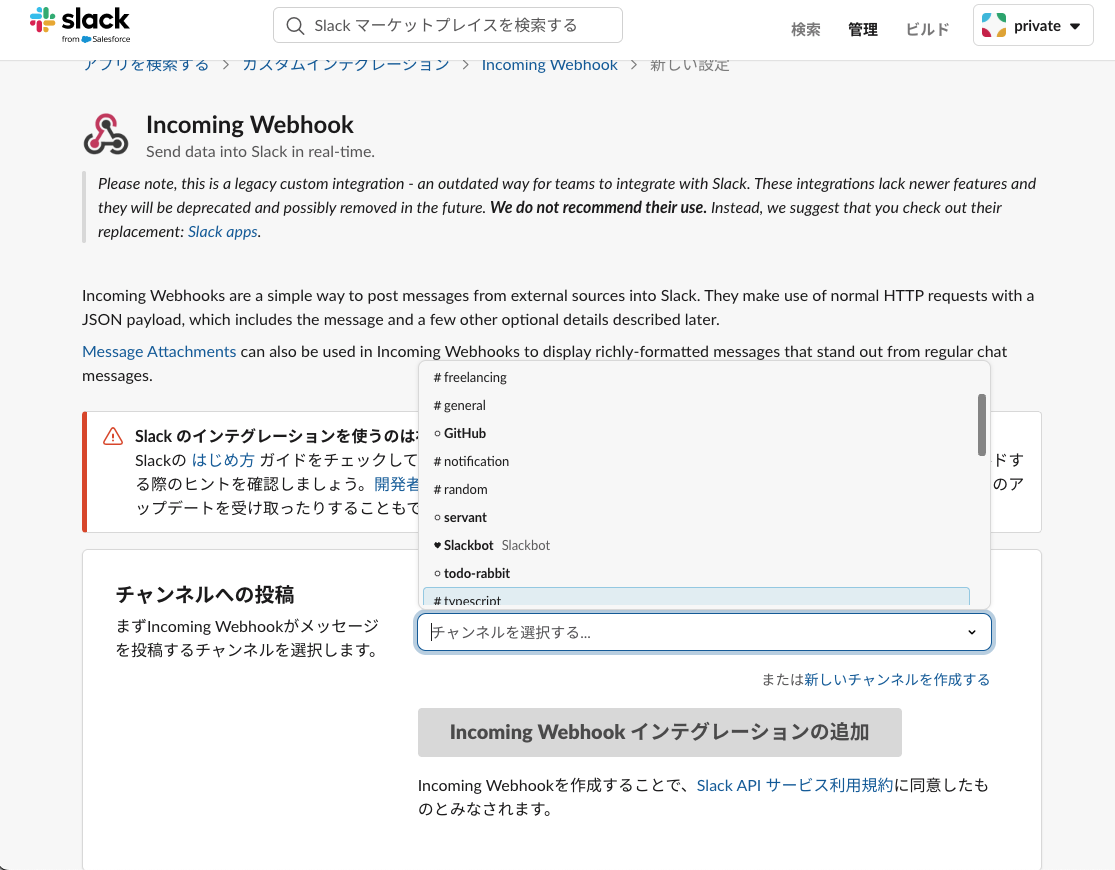 slack
from Salesforce
Slack マーケットプレイスを検索する
検索
管理
ビルド
private
アプリを検索する
カスタムインテグレーション
Incoming Webhook
新しい設定
Incoming Webhook
Send data into Slack in real-time.
Please note, this is a legacy custom integration - an outdated way for teams to integrate with Slack. These integrations lack newer features and
they will be deprecated and possibly removed in the future. We do not recommend their use. Instead, we suggest that you check out their
replacement: Slack apps.
Incoming Webhooks are a simple way to post messages from external sources into Slack. They make use of normal HTTP requests with a
JSON payload, which includes the message and a few other optional details described later.
Message Attachments can also be used in Incoming Webhooks to display richly-formatted messages that stand out from regular chat
messages.
Slack のインテグレーションを使うのは
Slackの はじめ方 ガイドをチェックして
ドす
る際のヒントを確認しましょう。開発者
のア
ップデートを受け取ったりすることもで
# freelancing
# general
GitHub
# notification
# random
servant
Slackbot Slackbot
todo-rabbit
# typescript
チャンネルへの投稿
まずIncoming Webhookがメッセージ
を投稿するチャンネルを選択します。
チャンネルを選択する...
または新しいチャンネルを作成する
Incoming Webhook インテグレーションの追加
Incoming Webhookを作成することで、Slack API サービス利用規約に同意したも
のとみなされます。